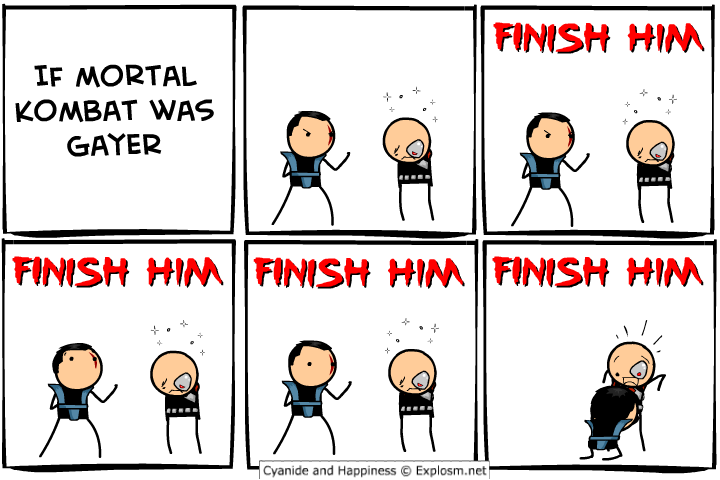 IF MORTAL
KOMBAT WAS
GAYER
FINISH HIM
FINISH HIM
FINISH HIM
FINISH HIM
Cyanide and Happiness © Explosm.net